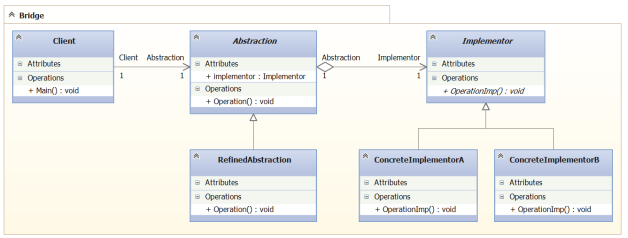 Bridge
Client
Attributes
Operations
+ Main() : void
Client
Abstraction
1
1
Abstraction
Attributes
+ implementor : Implementor
Operations
+ Operation() : void
Abstraction
Implementor
1
1
Implementor
Attributes
Operations
+ OperationImp() : void
RefinedAbstraction
Attributes
Operations
+ Operation() : void
ConcreteImplementorA
Attributes
Operations
+ OperationImp() : void
ConcreteImplementorB
Attributes
Operations
+ OperationImp() : void